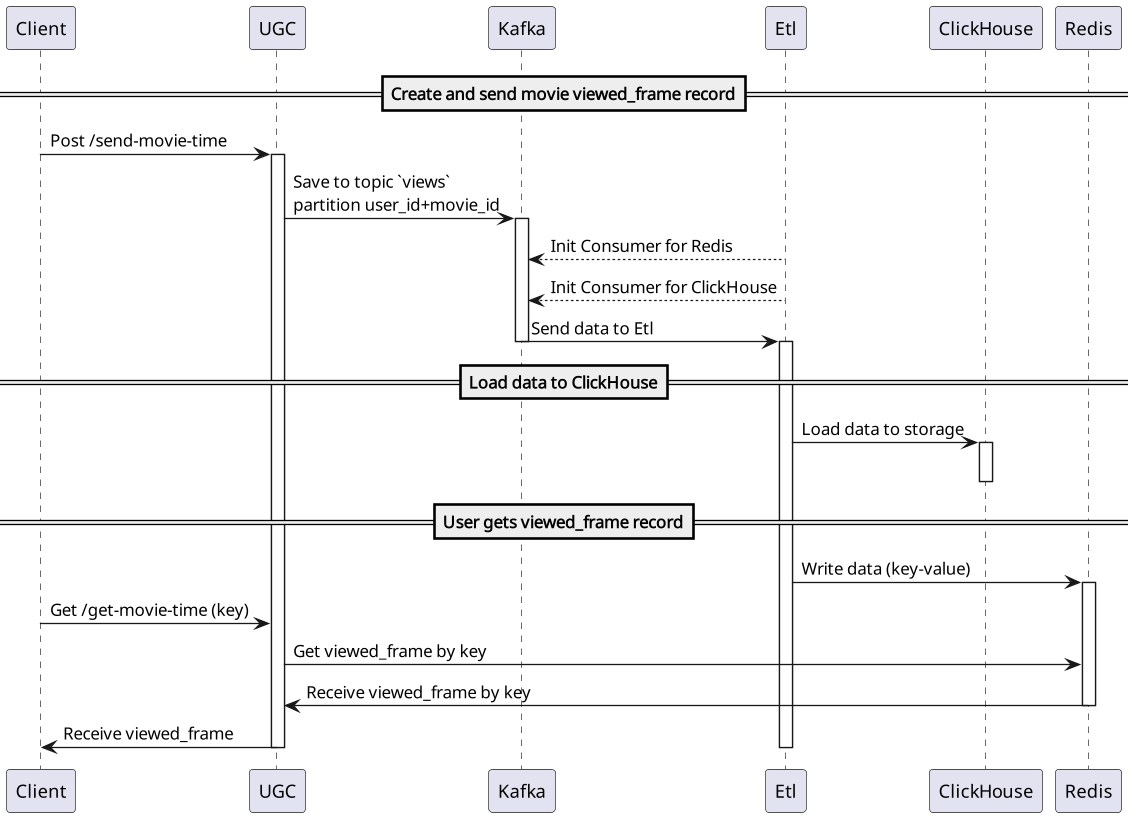 Client UGC Kafka Etl ClickHouse Redis
Create and send movie viewed_frame record
Post /send-movie-time
Save to topic `views`
partition user_id+movie_id
Init Consumer for Redis
Init Consumer for ClickHouse
Send data to Etl
Load data to ClickHouse
Load data to storage
User gets viewed_frame record
Write data (key-value)
Get /get-movie-time (key)
Get viewed_frame by key
Receive viewed_frame by key
Receive viewed_frame
Client UGC Kafka Etl ClickHouse Redis